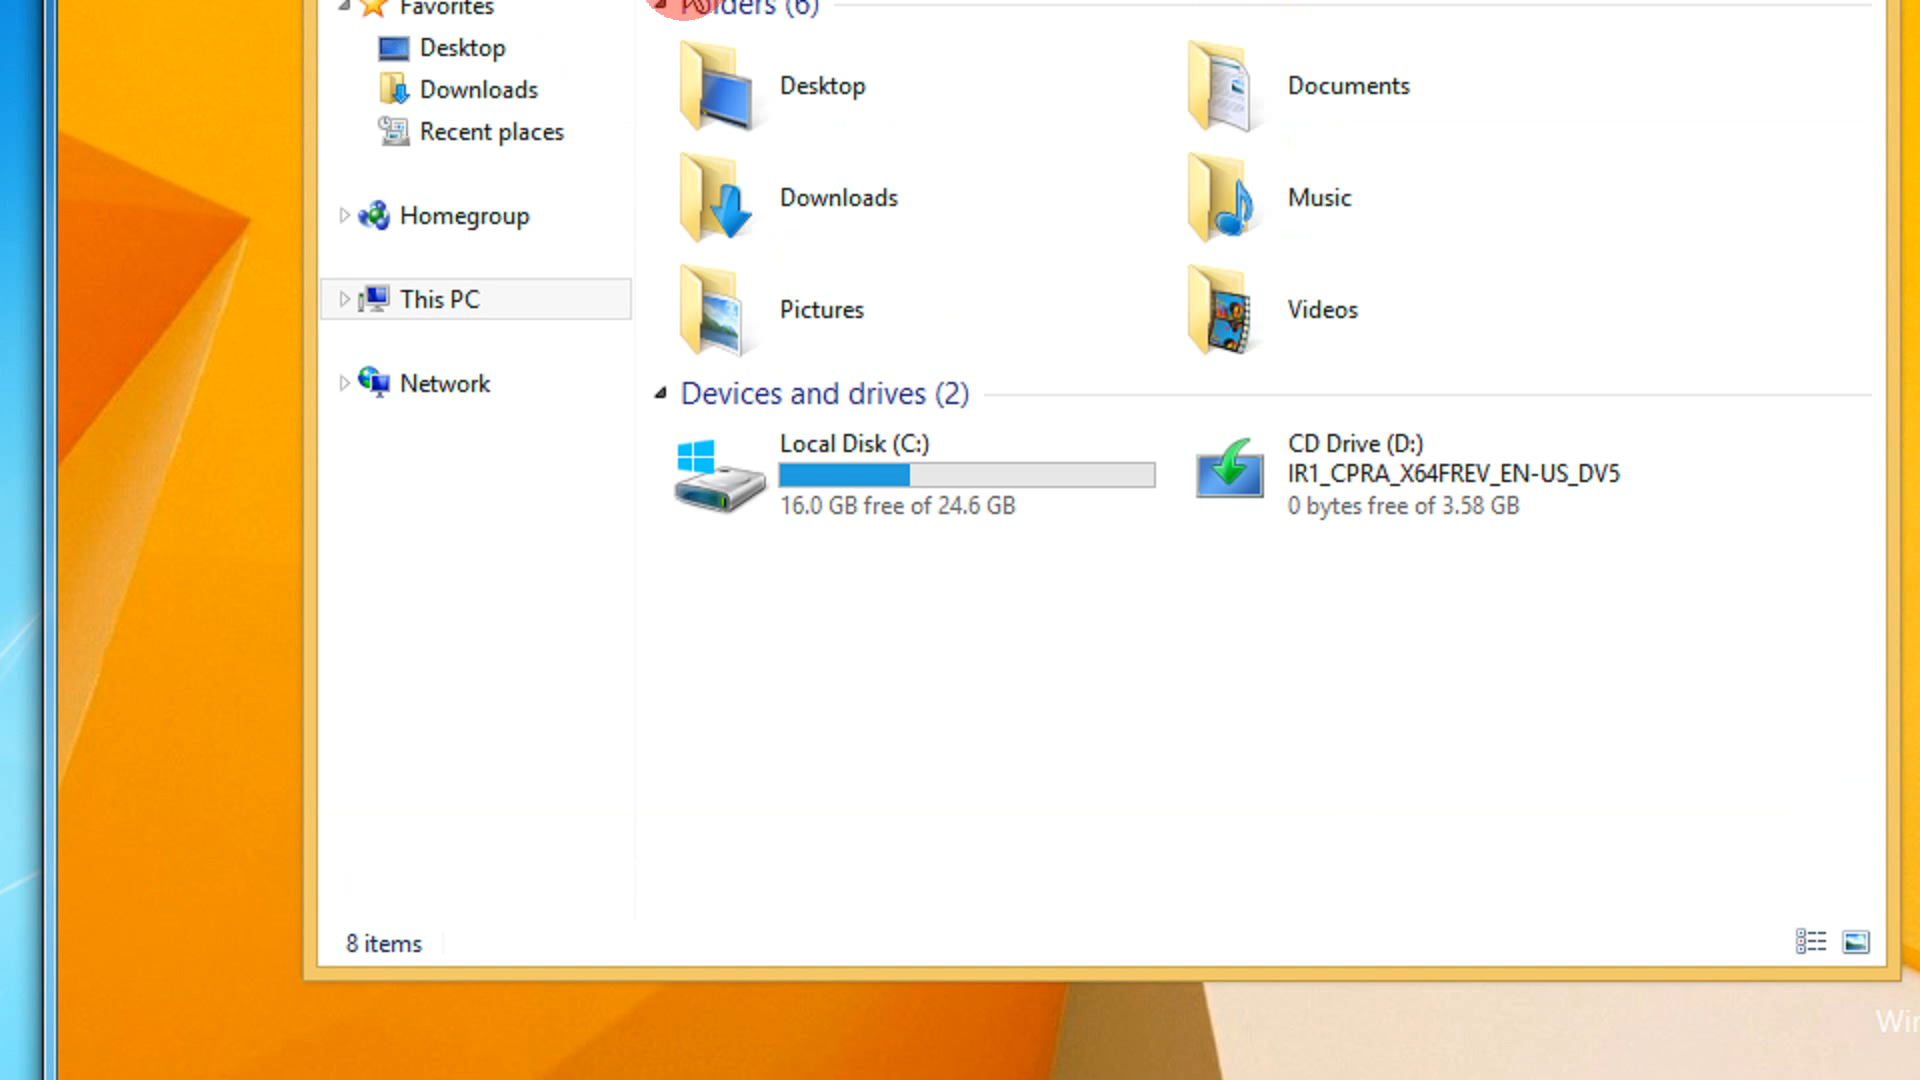 Favorites
Desktop
Downloads
Recent places
Homegroup
This PC
Network
Folders (6)
Desktop
Documents
Downloads
Music
Pictures
Videos
Devices and drives (2)
Local Disk (C:)
16.0 GB free of 24.6 GB
CD Drive (D:)
IR1_CPRA_X64FREV_EN-US_DV5
0 bytes free of 3.58 GB
8 items